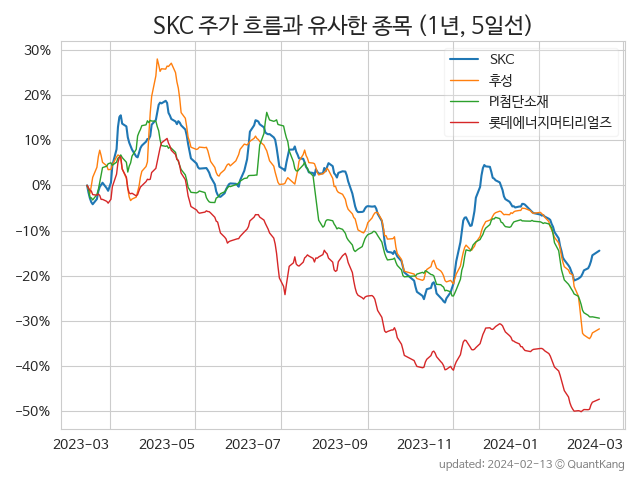 SKC 주가 흐름과 유사한 종목 (1년, 5일선)
30%
20%
10%
0%
−10%
−20%
−30%
−40%
−50%
SKC
후성
PI첨단소재
롯데에너지머티리얼즈
2023-03 2023-05 2023-07 2023-09 2023-11 2024-01 2024-03
updated: 2024-02-13 © QuantKang